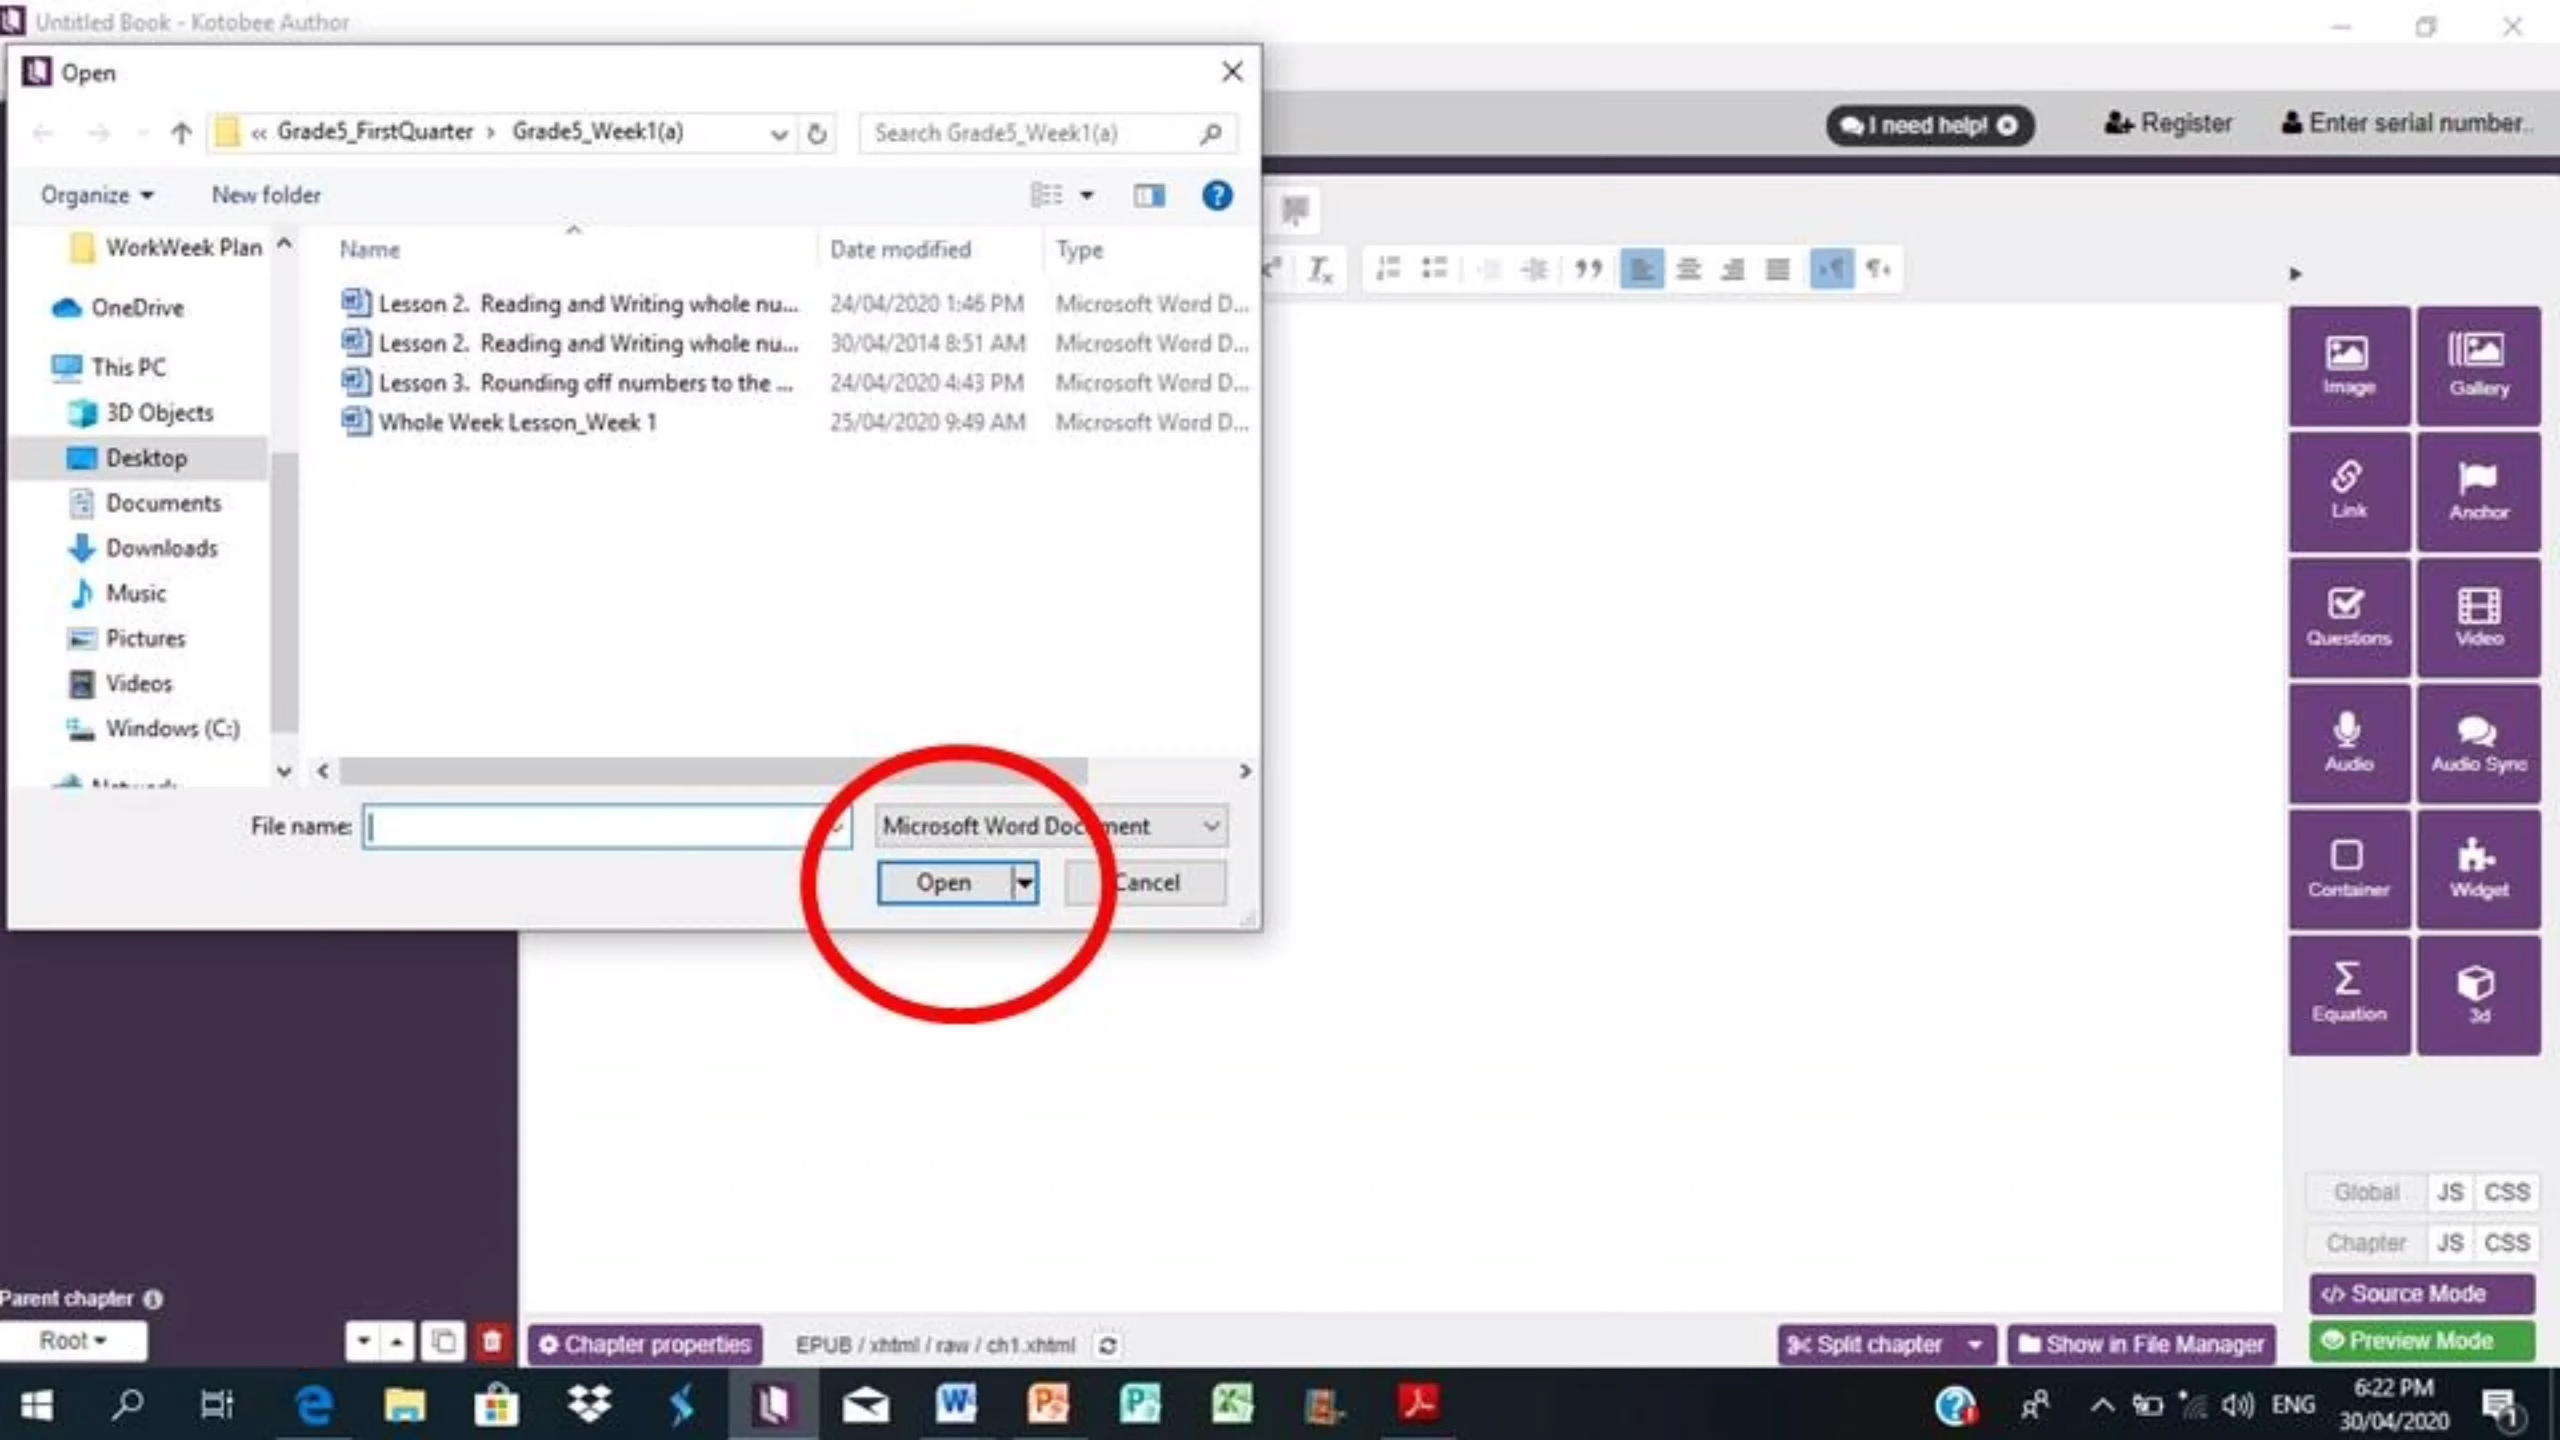 Untitled Book - Kotobee Author
Open
« Grade5_FirstQuarter › Grade5_Week1(a)
Search Grade5_Week1(a)
I need help!
Register
Enter serial number..
Organize
New folder
Name
Date modified
Type
WorkWeek Plan
OneDrive
This PC
3D Objects
Desktop
Documents
Downloads
Music
Pictures
Videos
Windows (C:)
Network
Lesson 2. Reading and Writing whole nu... 24/04/2020 1:46 PM Microsoft Word D...
Lesson 2. Reading and Writing whole nu... 30/04/2014 8:51 AM Microsoft Word D...
Lesson 3. Rounding off numbers to the ... 24/04/2020 4:43 PM Microsoft Word D...
Whole Week Lesson_Week 1 25/04/2020 9:49 AM Microsoft Word D...
File name:
Microsoft Word Document
Open
Cancel
Image
Gallery
Link
Anchor
Questions
Video
Audio
Audio Sync
Container
Widget
Σ
Equation
3d
Global JS CSS
Chapter JS CSS
</> Source Mode
Preview Mode
Parent chapter
Root
Chapter properties
EPUB / xhtml / raw / ch1.xhtml
Split chapter
Show in File Manager
ENG
6:22 PM
30/04/2020
1